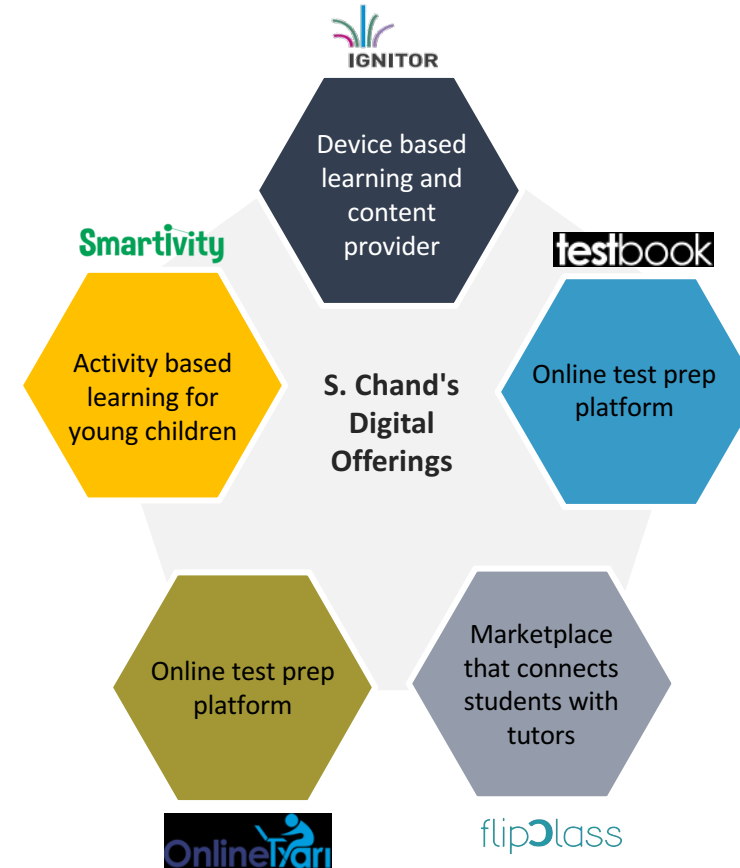 IGNITOR
Device based
learning and
content
provider
Smartivity
testbook
Activity based
learning for
young children
S. Chand's
Digital
Offerings
Online test prep
platform
Online test prep
platform
Marketplace
that connects
students with
tutors
OnlineTyari
flipClass